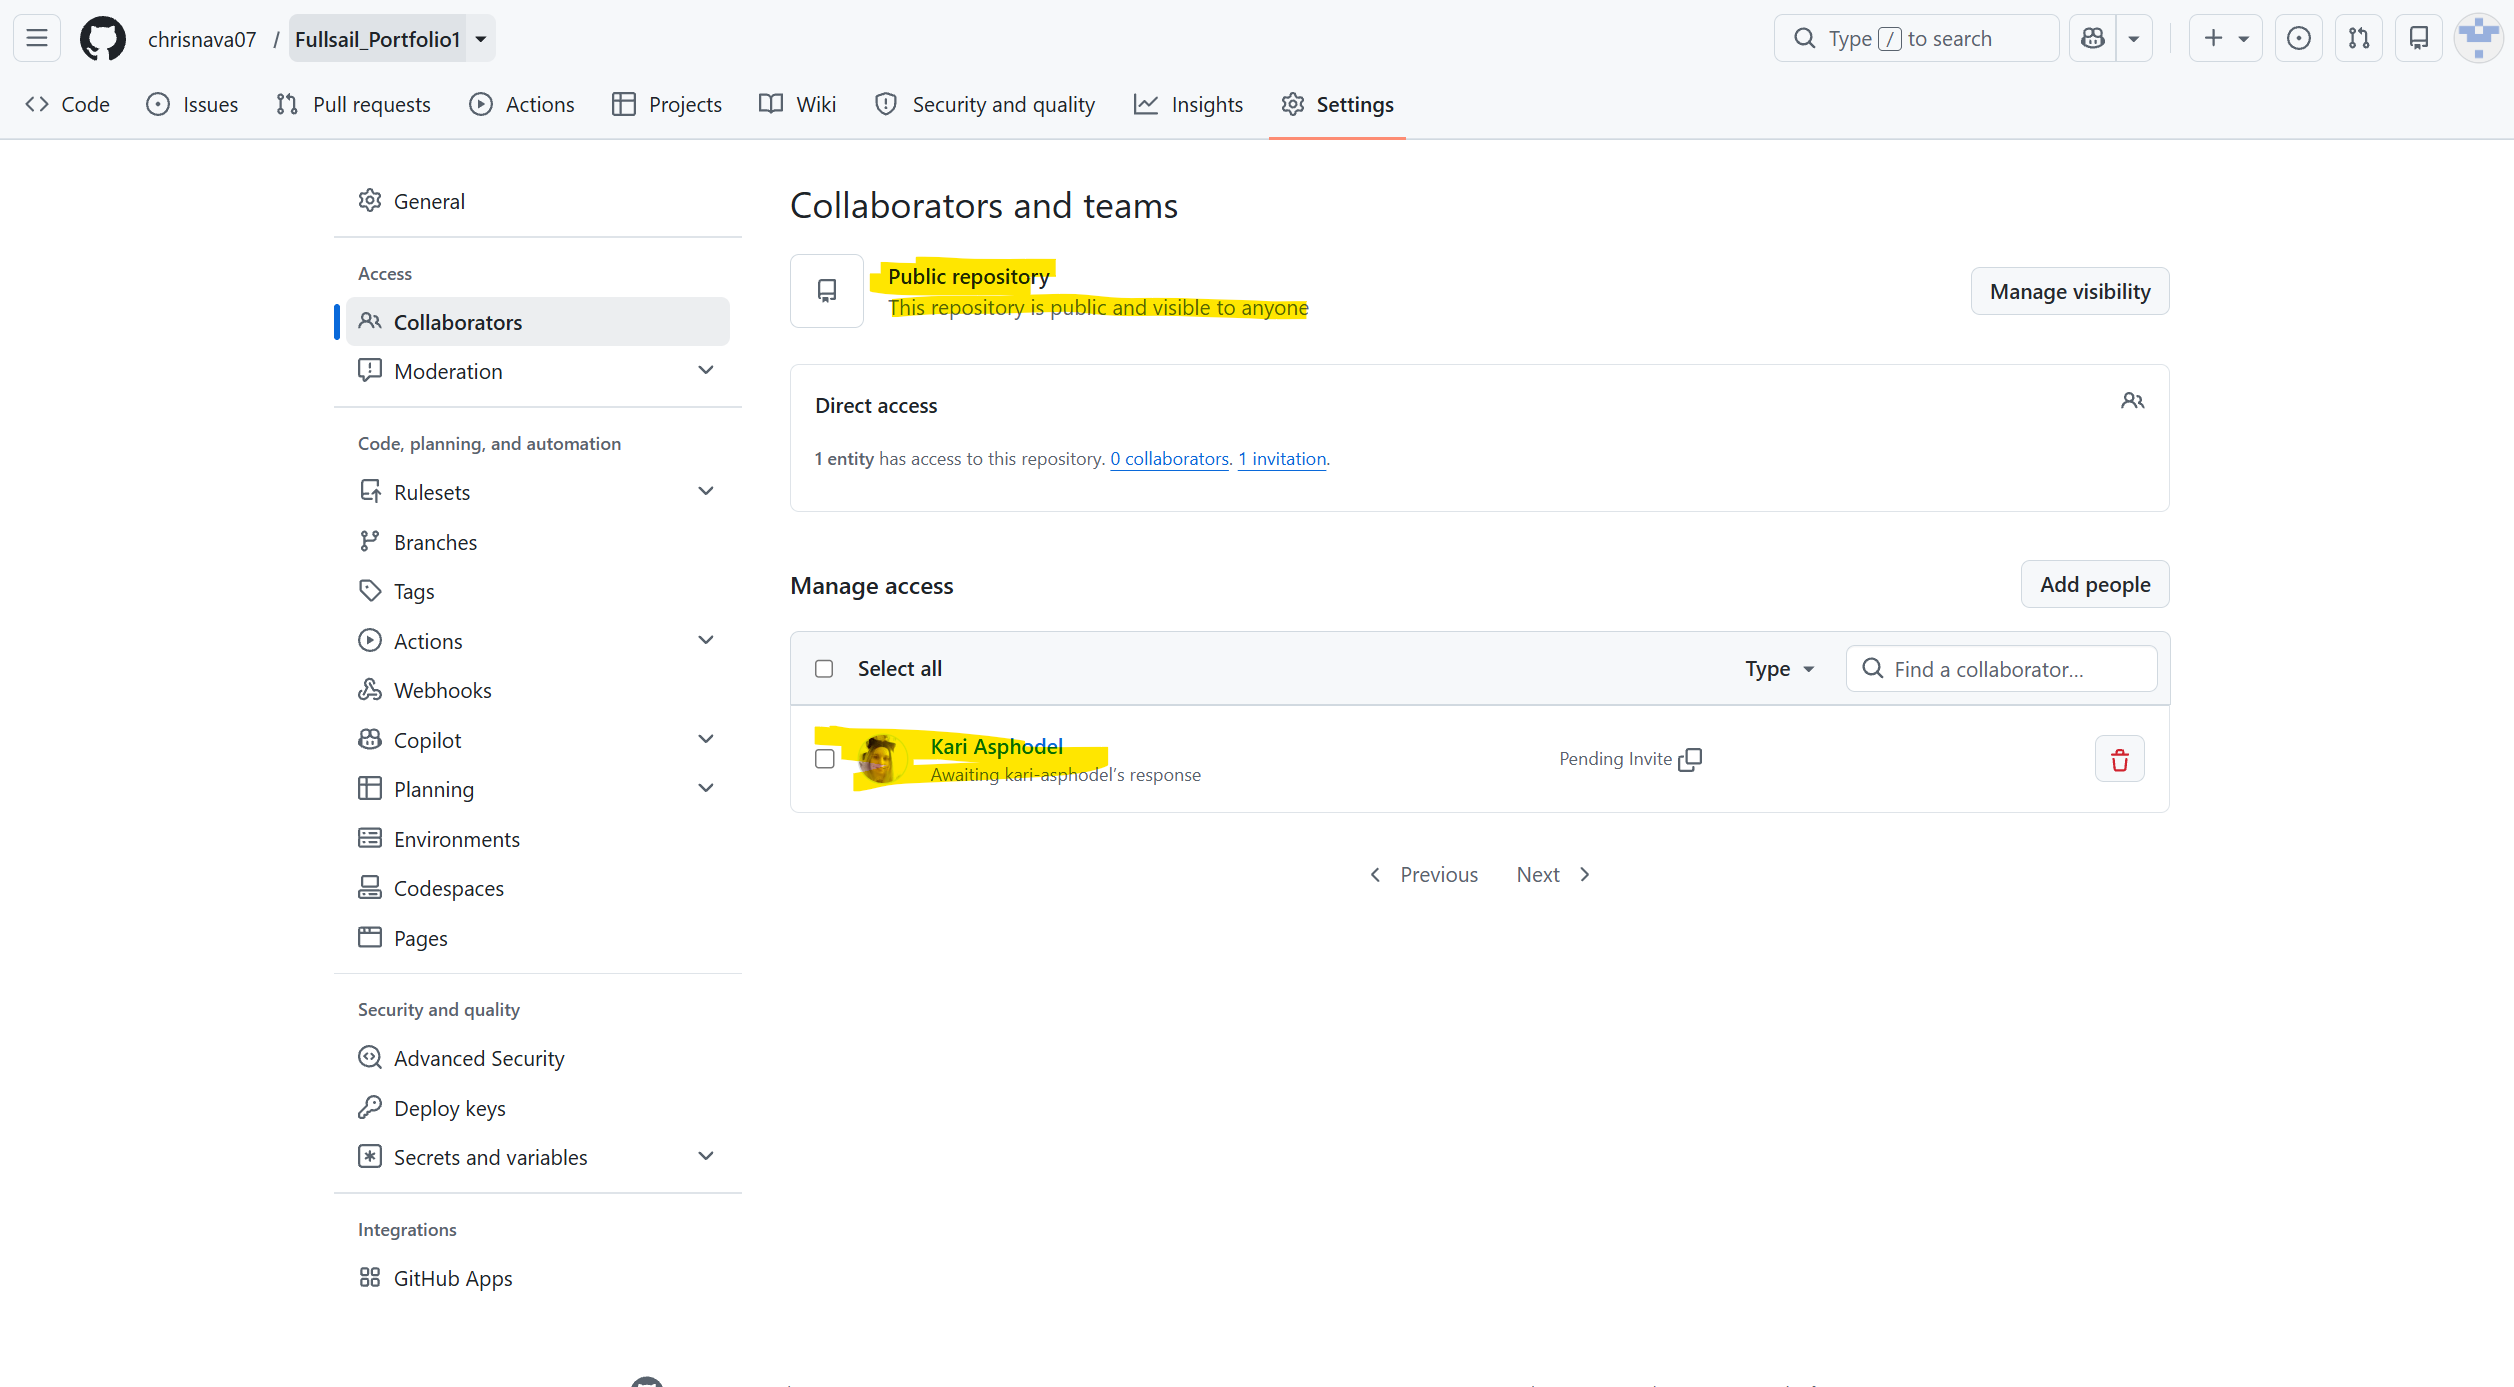 chrisnava07 / Fullsail_Portfolio1
Type / to search
Code
Issues
Pull requests
Actions
Projects
Wiki
Security and quality
Insights
Settings
General
Access
Collaborators
Moderation
Code, planning, and automation
Rulesets
Branches
Tags
Actions
Webhooks
Copilot
Planning
Environments
Codespaces
Pages
Security and quality
Advanced Security
Deploy keys
Secrets and variables
Integrations
GitHub Apps
Collaborators and teams
Public repository
This repository is public and visible to anyone
Manage visibility
Direct access
1 entity has access to this repository. 0 collaborators. 1 invitation.
Manage access
Add people
Select all
Type
Find a collaborator...
Kari Asphodel
Awaiting kari-asphodel's response
Pending Invite
Previous
Next